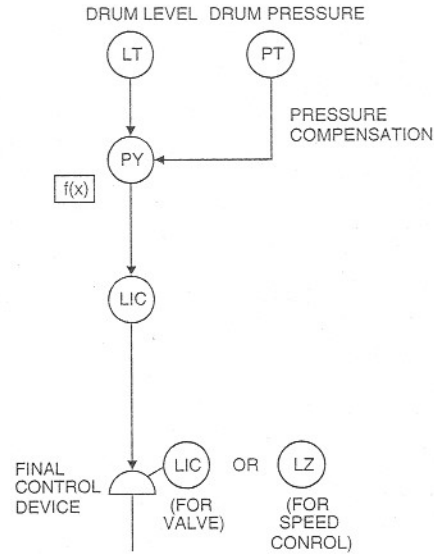 DRUM LEVEL DRUM PRESSURE
LT
PT
PRESSURE
COMPENSATION
PY
f(x)
LIC
FINAL
CONTROL
DEVICE
LIC
(FOR
VALVE)
OR
LZ
(FOR
SPEED
CONROL)